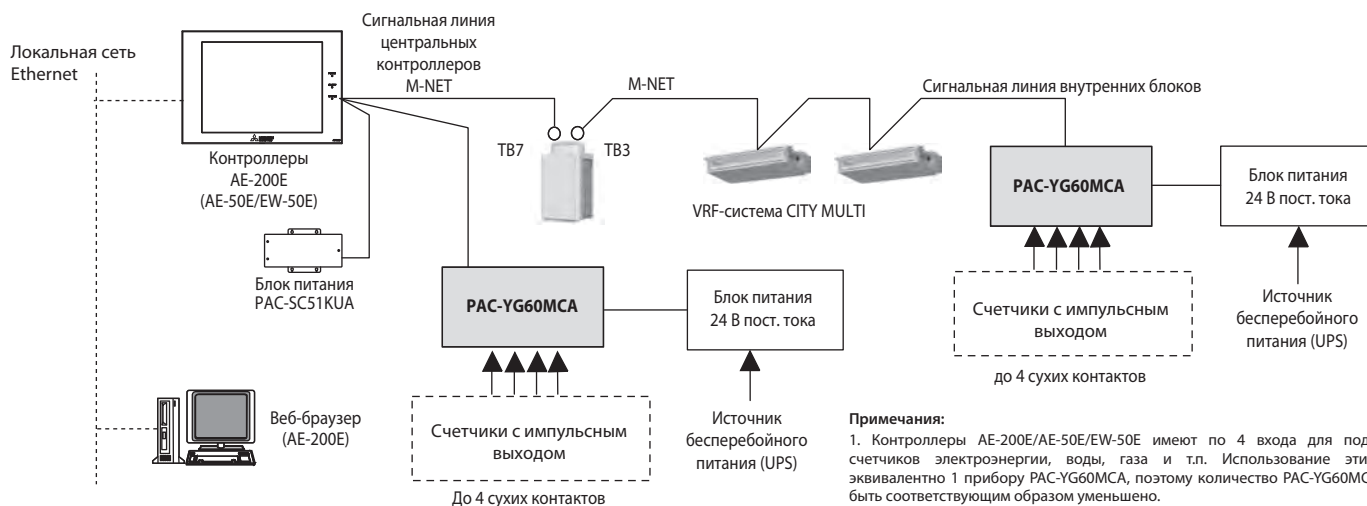 Локальная сеть
Ethernet
Сигнальная линия
центральных
контроллеров
M-NET
M-NET
Сигнальная линия внутренних блоков
TB7
TB3
Контроллеры
AE-200E
(AE-50E/EW-50E)
VRF-система CITY MULTI
PAC-YG60MCA
Блок питания
24 В пост. тока
Блок питания
PAC-SC51KUA
PAC-YG60MCA
Блок питания
24 В пост. тока
Счетчики с импульсным
выходом
Источник
бесперебойного
питания (UPS)
до 4 сухих контактов
Веб-браузер
(AE-200E)
Счетчики с импульсным
выходом
Источник
бесперебойного
питания (UPS)
До 4 сухих контактов
Примечания:
1. Контроллеры AE-200E/AE-50E/EW-50E имеют по 4 входа для под
счетчиков электроэнергии, воды, газа и т.п. Использование эти
эквивалентно 1 прибору PAC-YG60MCA, поэтому количество PAC-YG60MC
быть соответствующим образом уменьшено.